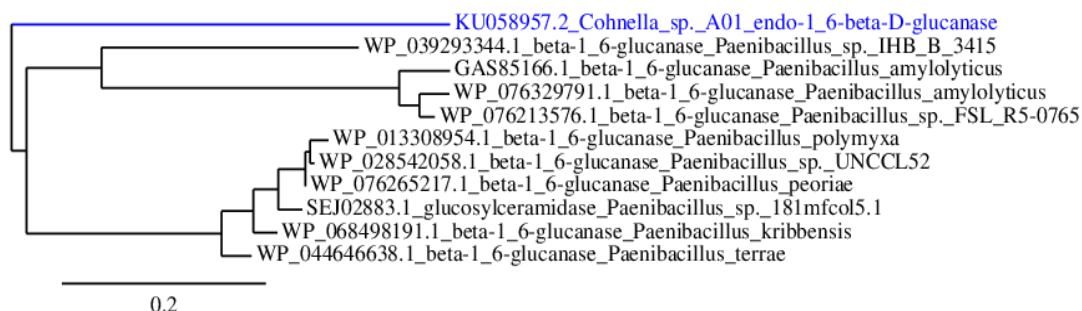 KU058957.2_Cohnella_sp._A01_endo-1_6-beta-D-glucanase
WP_039293344.1_beta-1_6-glucanase_Paenibacillus_sp._IHB_B_3415
GAS85166.1_beta-1_6-glucanase_Paenibacillus_amylolyticus
WP_076329791.1_beta-1_6-glucanase_Paenibacillus_amylolyticus
WP_076213576.1_beta-1_6-glucanase_Paenibacillus_sp._FSL_R5-0765
WP_013308954.1_beta-1_6-glucanase_Paenibacillus_polymyxa
WP_028542058.1_beta-1_6-glucanase_Paenibacillus_sp._UNCCL52
WP_076265217.1_beta-1_6-glucanase_Paenibacillus_peoriae
SEJ02883.1_glucosylceramidase_Paenibacillus_sp._181mfcol5.1
WP_068498191.1_beta-1_6-glucanase_Paenibacillus_kribbensis
WP_044646638.1_beta-1_6-glucanase_Paenibacillus_terrae
0.2